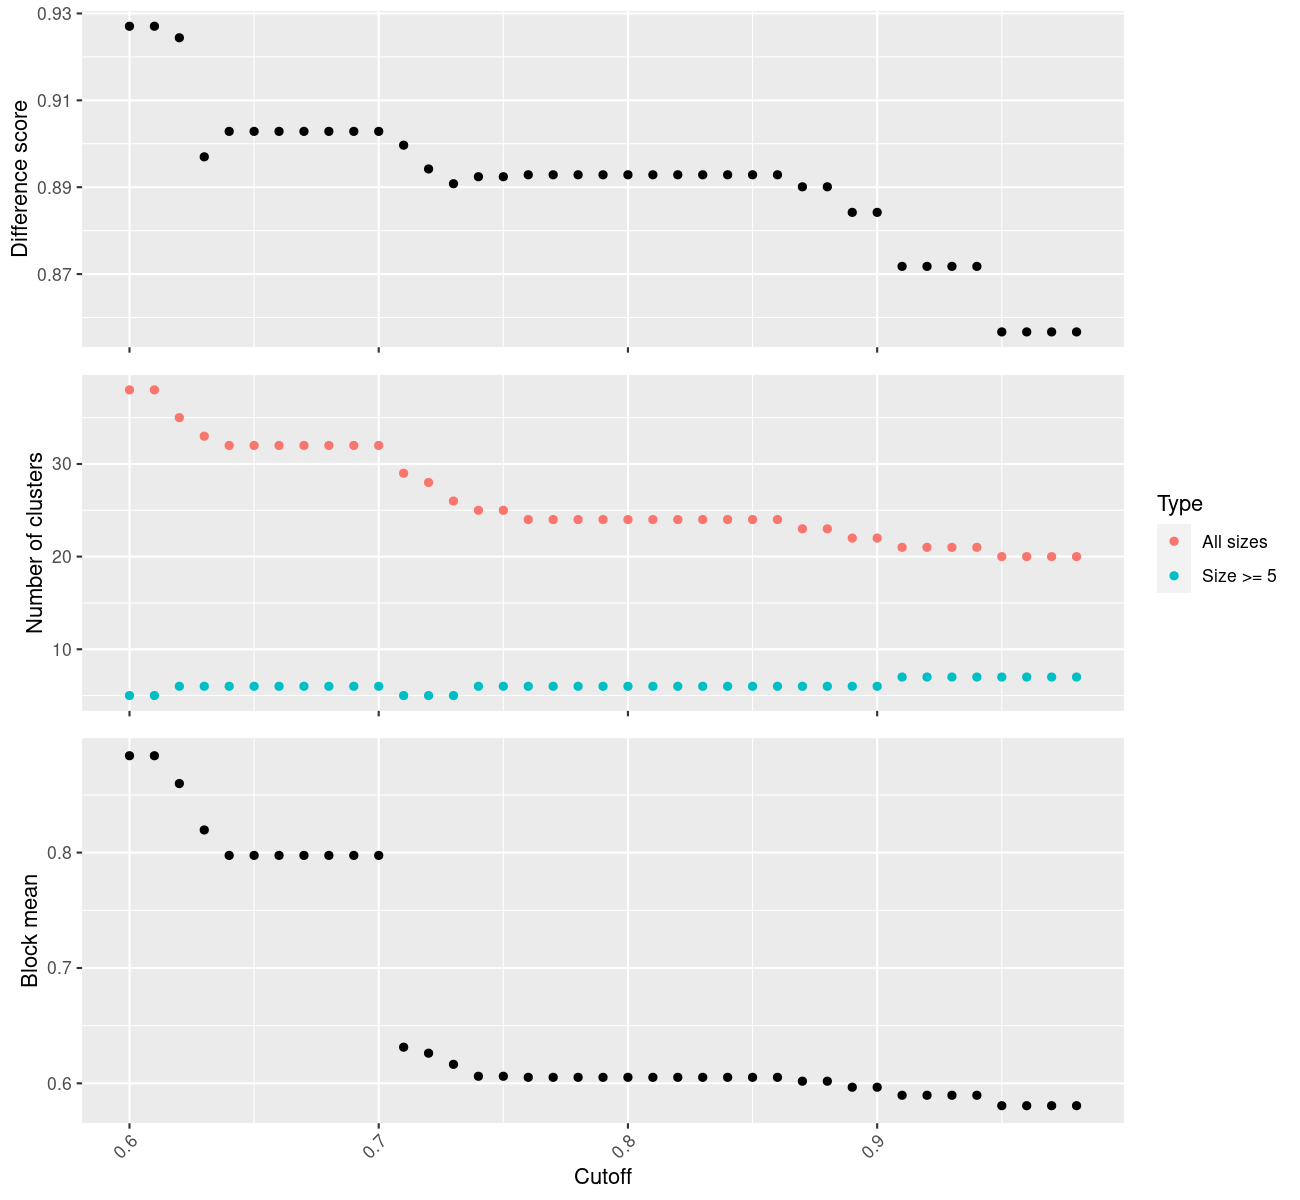 0.93
0.91
0.89
0.87
Difference score
30
20
10
Number of clusters
Type
All sizes
Size >= 5
0.8
0.7
0.6
Block mean
0.6
0.7
0.8
0.9
Cutoff